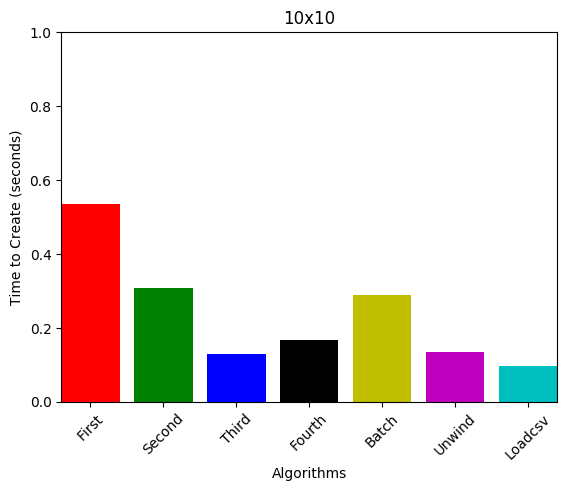 10x10
Time to Create (seconds)
1.0
0.8
0.6
0.4
0.2
0.0
First
Second
Third
Fourth
Batch
Unwind
Loadcsv
Algorithms